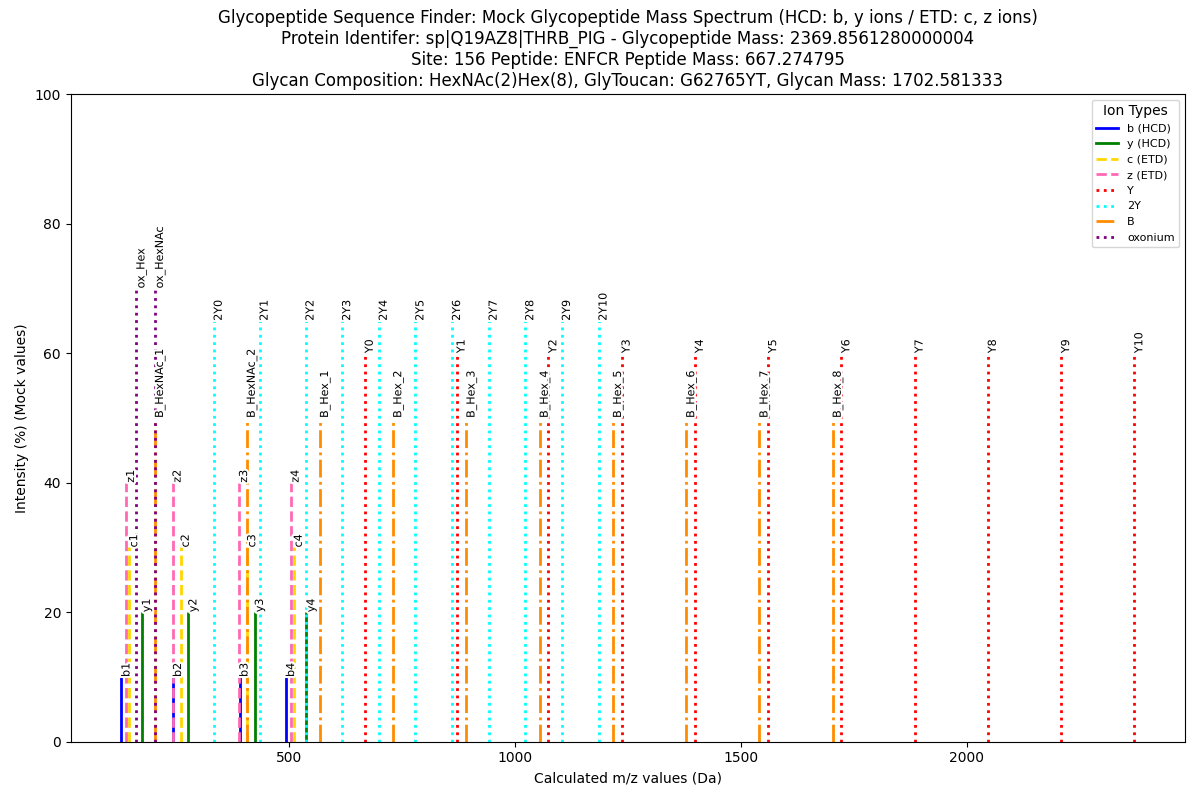 Glycopeptide Sequence Finder: Mock Glycopeptide Mass Spectrum (HCD: b, y ions / ETD: c, z ions)
Protein Identifer: sp|Q19AZ8|THRB_PIG - Glycopeptide Mass: 2369.8561280000004
Site: 156 Peptide: ENFCR Peptide Mass: 667.274795
Glycan Composition: HexNAc(2)Hex(8), GlyToucan: G62765YT, Glycan Mass: 1702.581333
Ion Types
b (HCD)
y (HCD)
c (ETD)
z (ETD)
Y
2Y
B
oxonium
Intensity (%) (Mock values)
100
80
60
40
20
0
ox_Hex
ox_HexNAc
2Y0
2Y1
2Y2
2Y3
2Y4
2Y5
2Y6
2Y7
2Y8
2Y9
2Y10
Y0
Y1
Y2
Y3
Y4
Y5
Y6
Y7
Y8
Y9
Y10
B_HexNAc_1
B_HexNAc_2
B_Hex_1
B_Hex_2
B_Hex_3
B_Hex_4
B_Hex_5
B_Hex_6
B_Hex_7
B_Hex_8
z1
z2
z3
z4
c1
c2
c3
c4
y1
y2
y3
y4
b1
b2
b3
b4
500
1000
1500
2000
Calculated m/z values (Da)